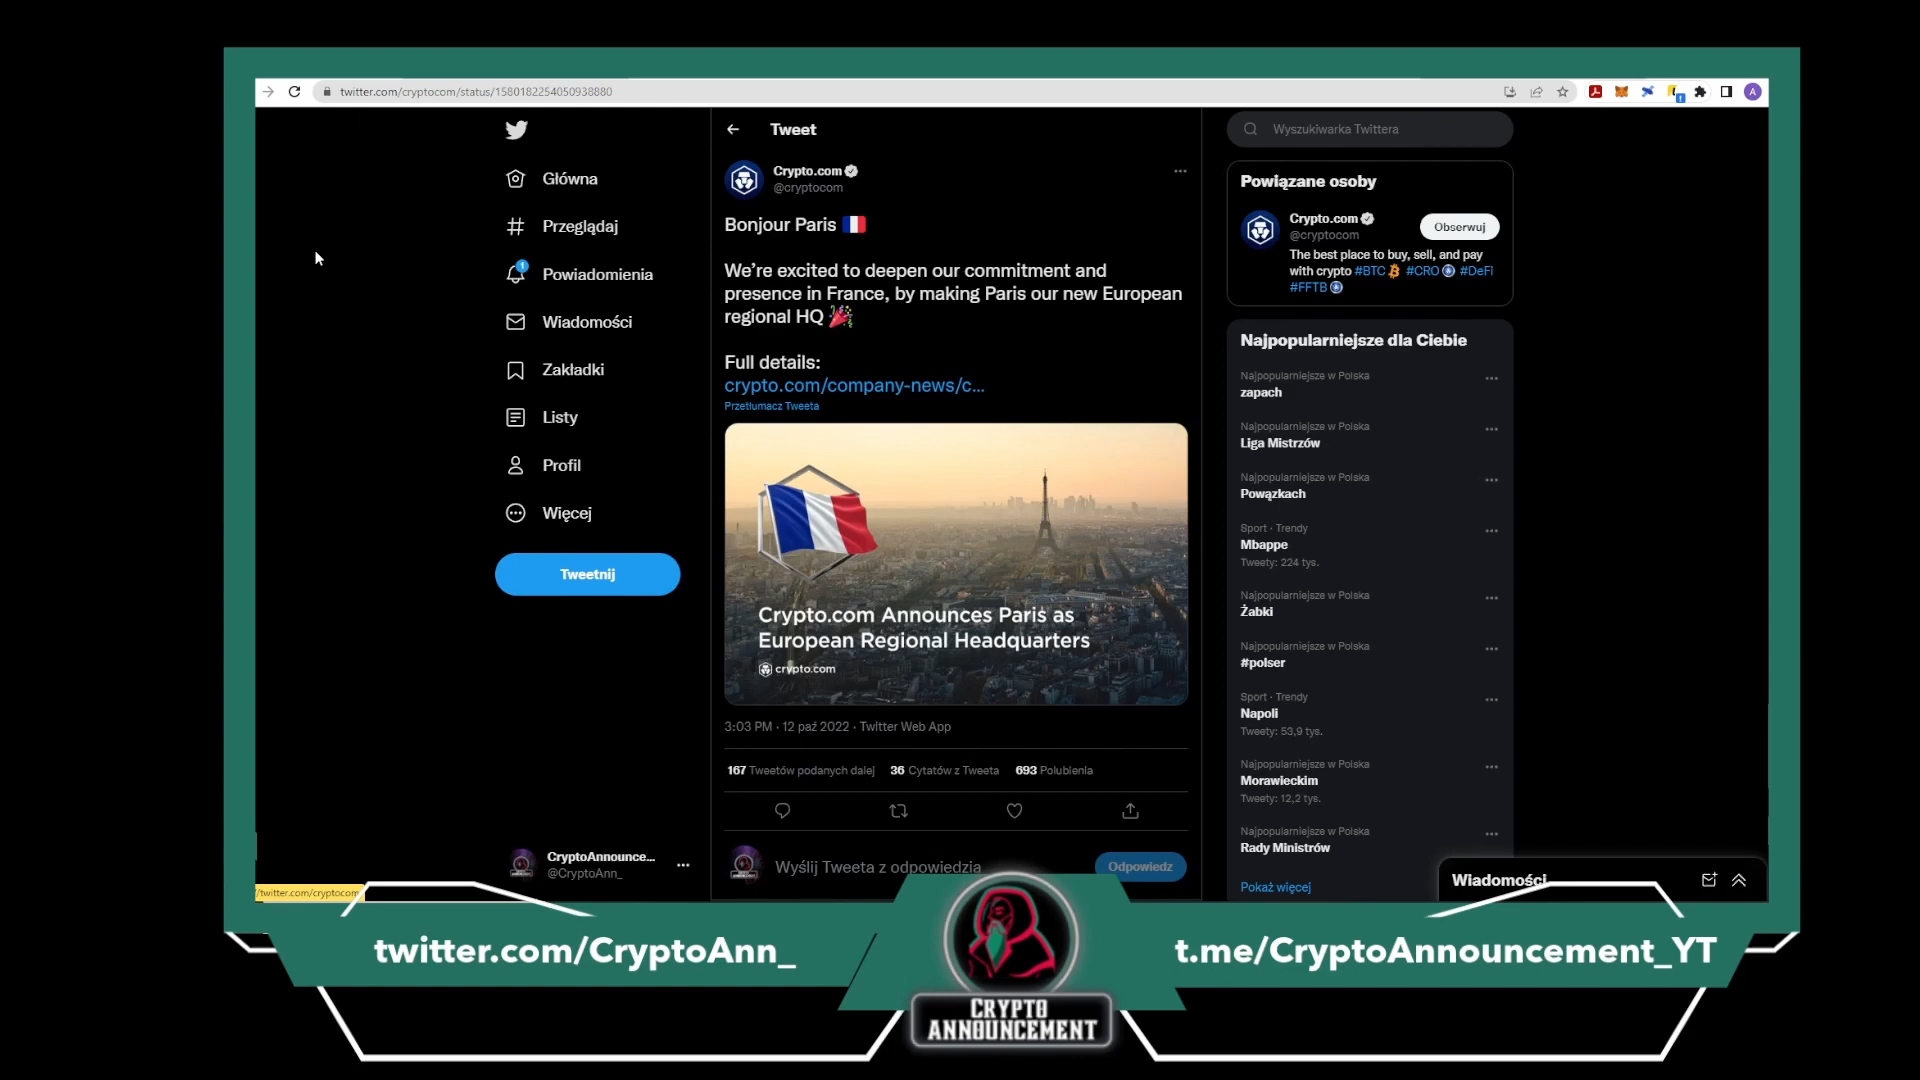 twitter.com/cryptocom/status/1580182254050938880
A
Główna
Przeglądaj
1
Powiadomienia
Wiadomości
Zakładki
Listy
Profil
Więcej
Tweetnij
CryptoAnnounce...
@CryptoAnn_
Tweet
Crypto.com
@cryptocom
Bonjour Paris
We're excited to deepen our commitment and
presence in France, by making Paris our new European
regional HQ
Full details:
crypto.com/company-news/c...
Przetłumacz Tweeta
Crypto.com Announces Paris as
European Regional Headquarters
crypto.com
3:03 PM · 12 paź 2022 · Twitter Web App
167 Tweetów podanych dalej 36 Cytatów z Tweeta 693 Polubienia
Wyślij Tweeta z odpowiedzią
Odpowiedz
Wyszukiwarka Twittera
Powiązane osoby
Crypto.com
@cryptocom
Obserwuj
The best place to buy, sell, and pay
with crypto #BTC #CRO #DeFi
#FFTB
Najpopularniejsze dla Ciebie
Najpopularniejsze w Polska
zapach
Najpopularniejsze w Polska
Liga Mistrzów
Najpopularniejsze w Polska
Powązkach
Sport · Trendy
Mbappe
Tweety: 224 tys.
Najpopularniejsze w Polska
Żabki
Najpopularniejsze w Polska
#polser
Sport · Trendy
Napoli
Tweety: 53,9 tys.
Najpopularniejsze w Polska
Morawieckim
Tweety: 12,2 tys.
Najpopularniejsze w Polska
Rady Ministrów
Pokaż więcej
Wiadomości
/twitter.com/cryptocom
twitter.com/CryptoAnn_
CRYPTO
ANNOUNCEMENT
t.me/CryptoAnnouncement_YT